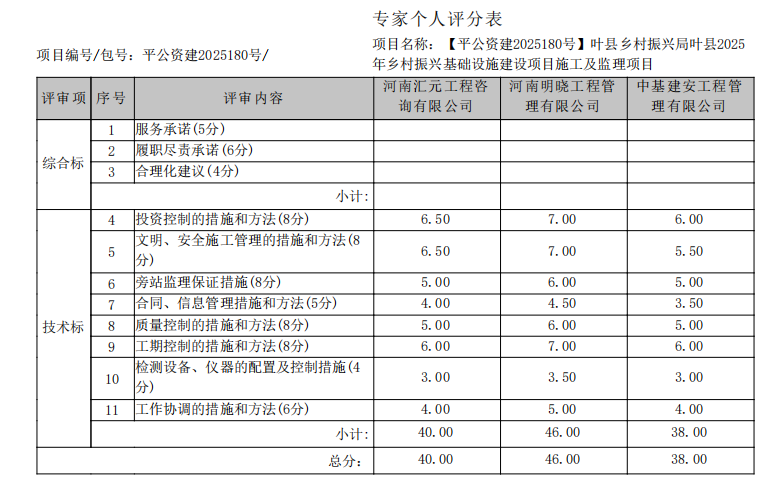 专家个人评分表
项目编号/包号: 平公资建2025180号/
项目名称: 【平公资建2025180号】叶县乡村振兴局叶县2025
年乡村振兴基础设施建设项目施工及监理项目
评审项 序号 评审内容 河南汇元工程咨询有限公司 河南明晓工程管理有限公司 中基建安工程管理有限公司
综合标
1 服务承诺(5分)
2 履职尽责承诺(6分)
3 合理化建议(4分)
小计:
技术标
4 投资控制的措施和方法(8分) 6.50 7.00 6.00
5 文明、安全施工管理的措施和方法(8分) 6.50 7.00 5.50
6 旁站监理保证措施(8分) 5.00 6.00 5.00
7 合同、信息管理措施和方法(5分) 4.00 4.50 3.50
8 质量控制的措施和方法(8分) 5.00 6.00 5.00
9 工期控制的措施和方法(8分) 6.00 7.00 6.00
10 检测设备、仪器的配置及控制措施(4分) 3.00 3.50 3.00
11 工作协调的措施和方法(6分) 4.00 5.00 4.00
小计: 40.00 46.00 38.00
总分: 40.00 46.00 38.00